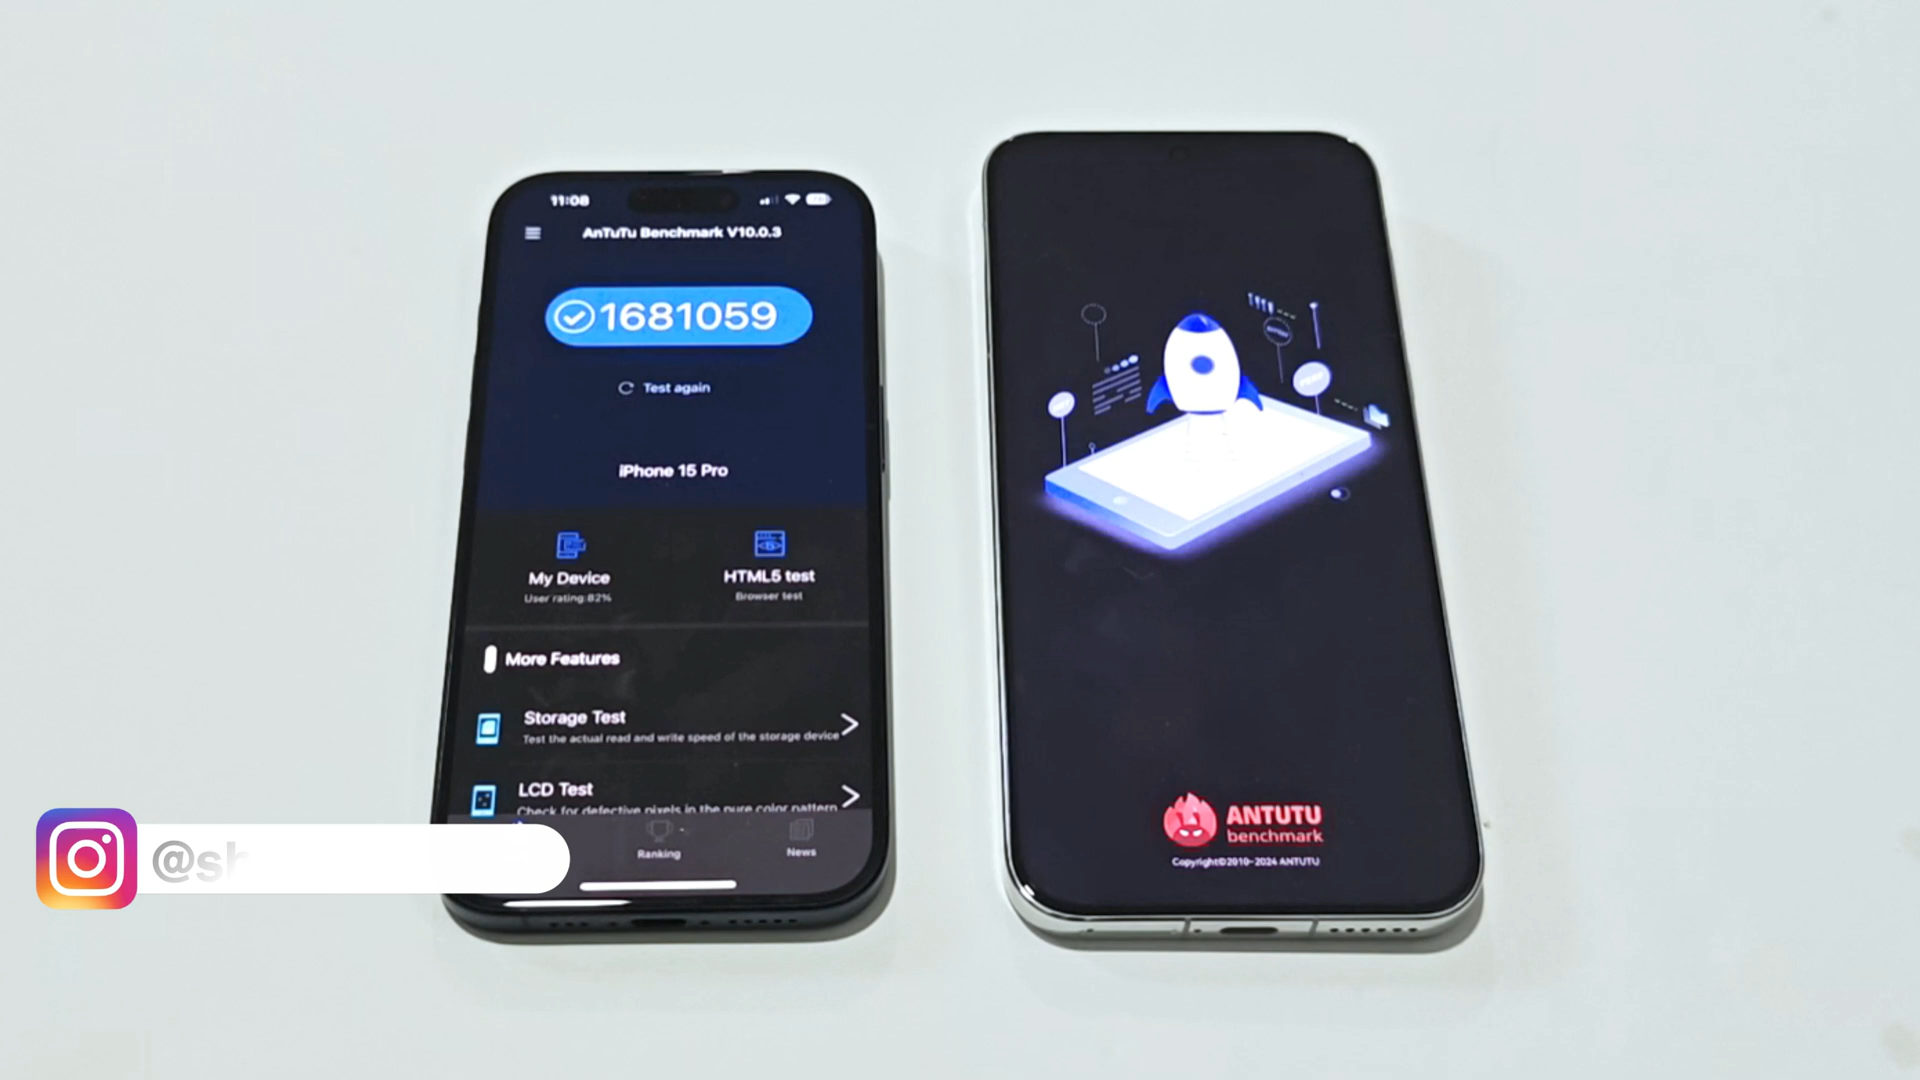 11:08
AnTuTu Benchmark V10.0.3
1681059
Test again
iPhone 15 Pro
My Device
User rating:82%
HTML5 test
Browser test
More Features
Storage Test
Test the actual read and write speed of the storage device
LCD Test
Check for defective pixels in the pure color pattern
Ranking
News
@sh
ANTUTU
benchmark
Copyright©2010-2024 ANTUTU